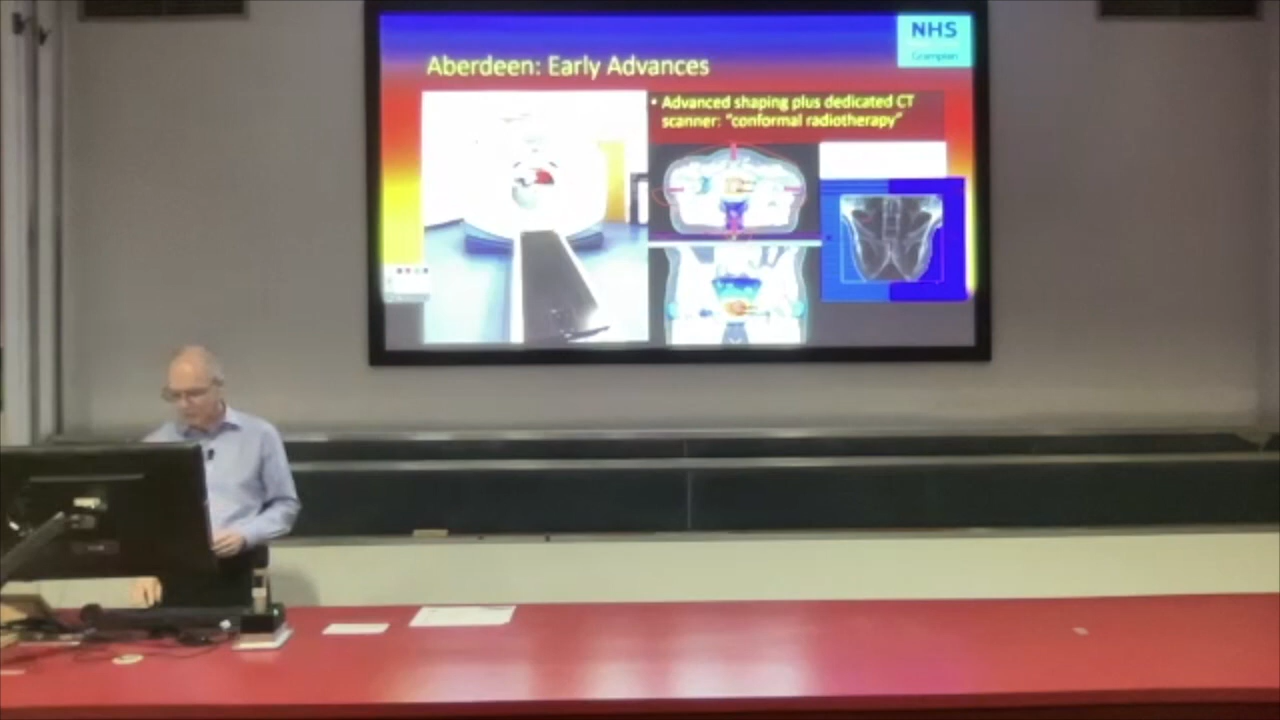 NHS
Grampian
Aberdeen: Early Advances
• Advanced shaping plus dedicated CT
scanner: "conformal radiotherapy"